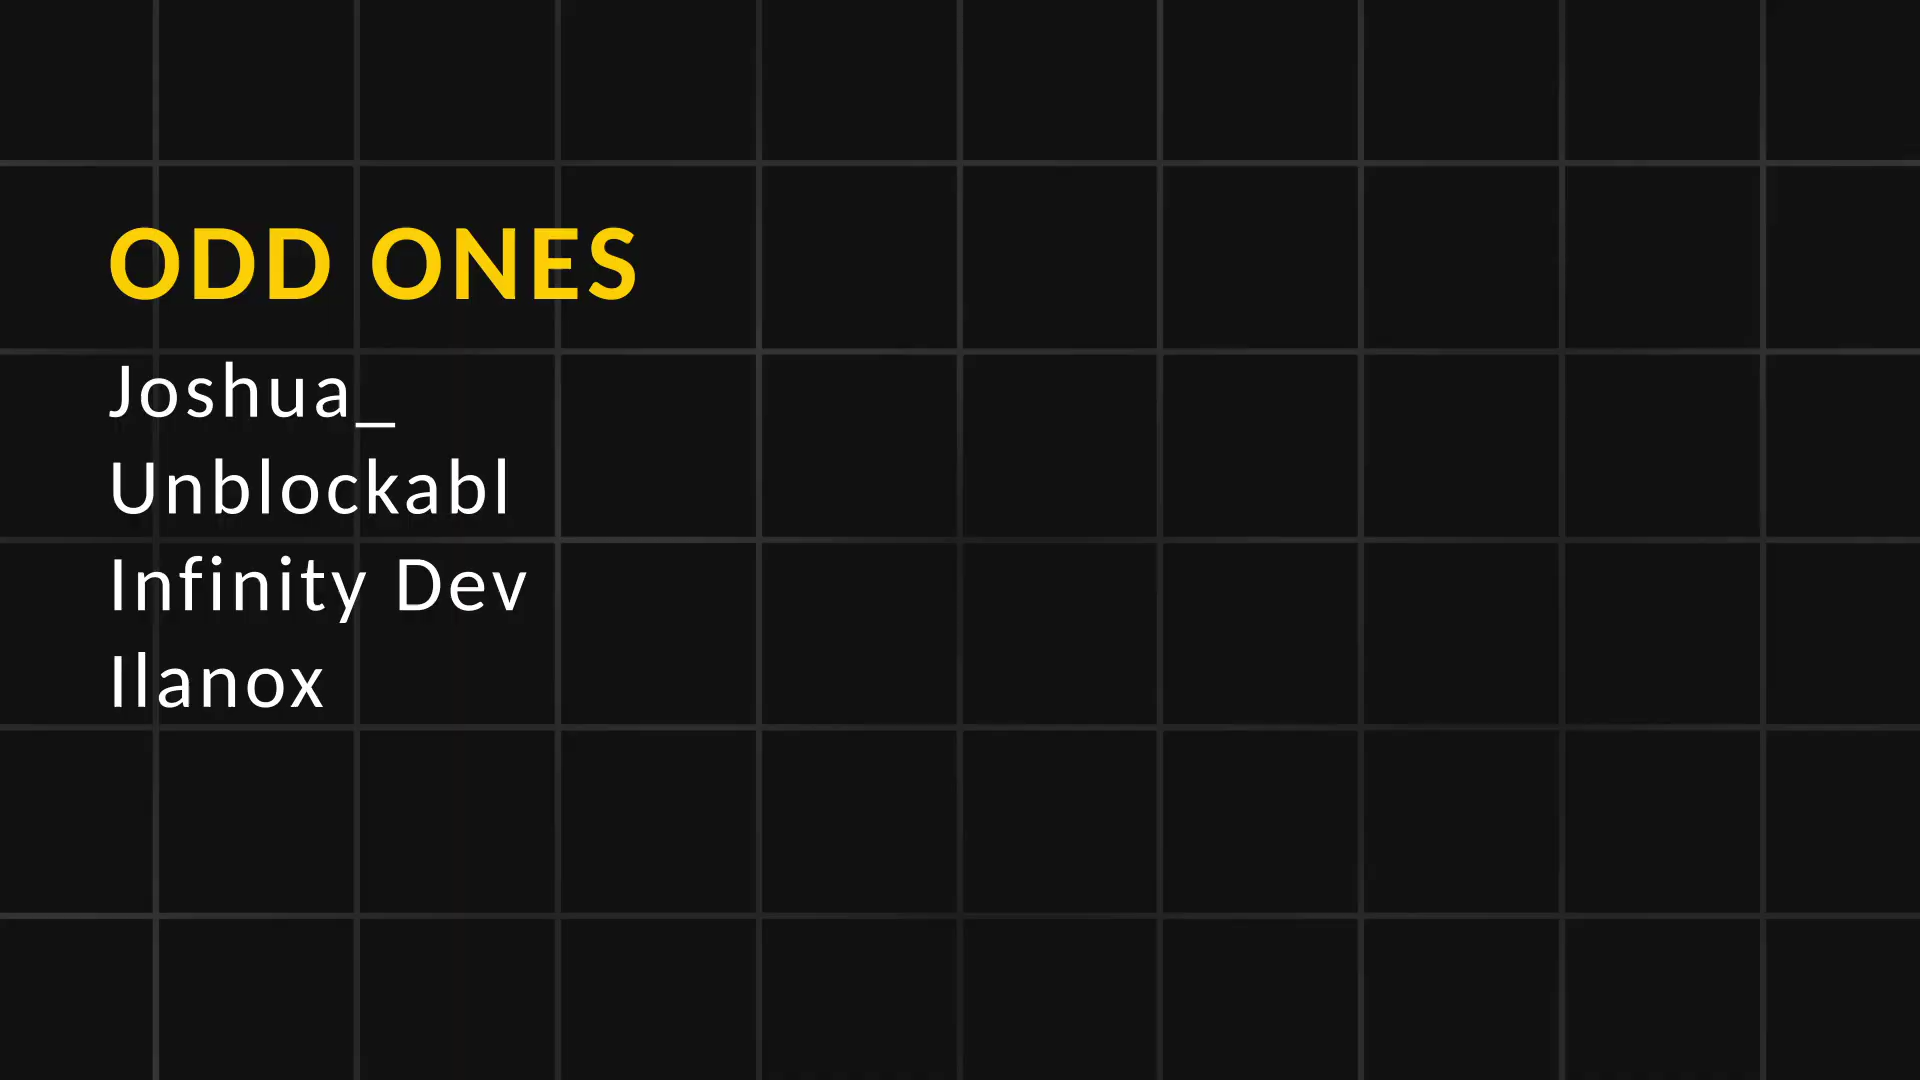 ODD ONES
Joshua_
Unblockabl
Infinity Dev
Ilanox